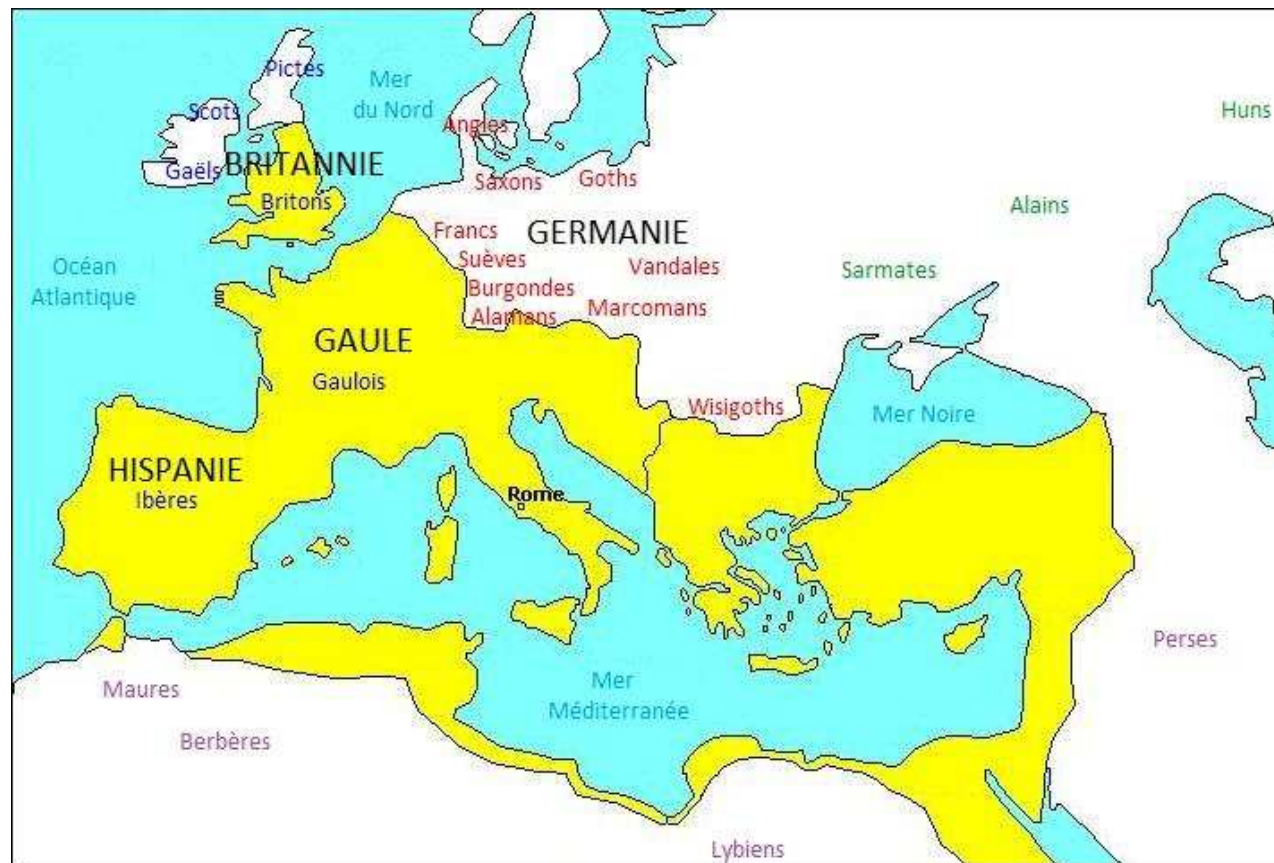 Pictes
Mer
du Nord
Scots
Huns
Angles
BRITANNIE
Gaëls
Saxons
Goths
Britons
Alains
Francs
GERMANIE
Suèves
Vandales
Océan
Atlantique
Sarmates
Burgondes
Marcomans
Alamans
GAULE
Gaulois
Wisigoths
Mer Noire
HISPANIE
Ibères
Rome
Perses
Mer
Méditerranée
Maures
Berbères
Lybiens